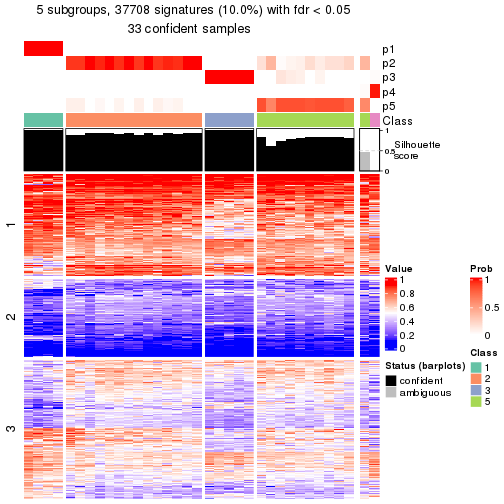 5 subgroups, 37708 signatures (10.0%) with fdr < 0.05
33 confident samples
p1
p2
p3
p4
p5
Class
1
0.5
0
Silhouette
score
1
2
3
Value
1
0.8
0.6
0.4
0.2
0
Status (barplots)
confident
ambiguous
Prob
1
0.5
0
Class
1
2
3
5